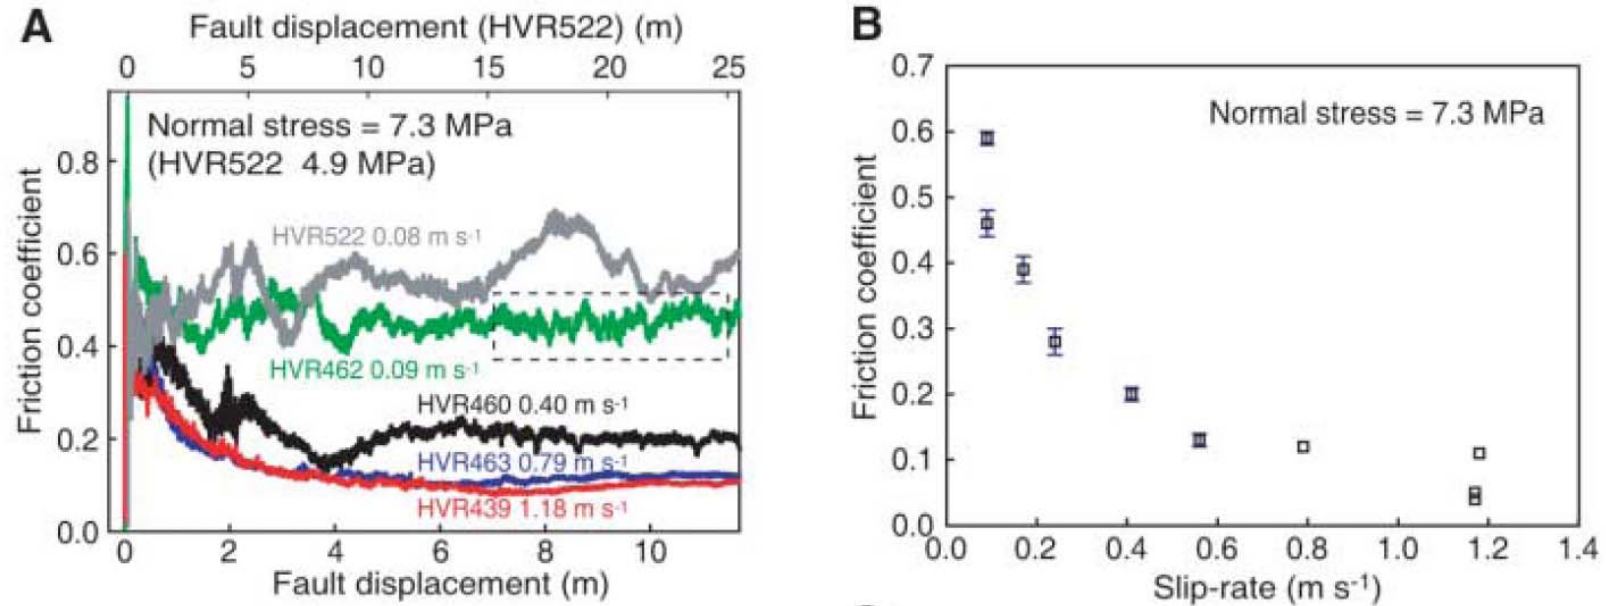 A
Fault displacement (HVR522) (m)
0 5 10 15 20 25
Normal stress = 7.3 MPa
(HVR522 4.9 MPa)
0.8
0.6
0.4
0.2
0.0
Friction coefficient
HVR522 0.08 m s-1
HVR462 0.09 m s-1
HVR460 0.40 m s-1
HVR463 0.79 m s-1
HVR439 1.18 m s-1
0 2 4 6 8 10
Fault displacement (m)
B
Normal stress = 7.3 MPa
0.7
0.6
0.5
0.4
0.3
0.2
0.1
0.0
Friction coefficient
0.0 0.2 0.4 0.6 0.8 1.0 1.2 1.4
Slip-rate (m s-1)